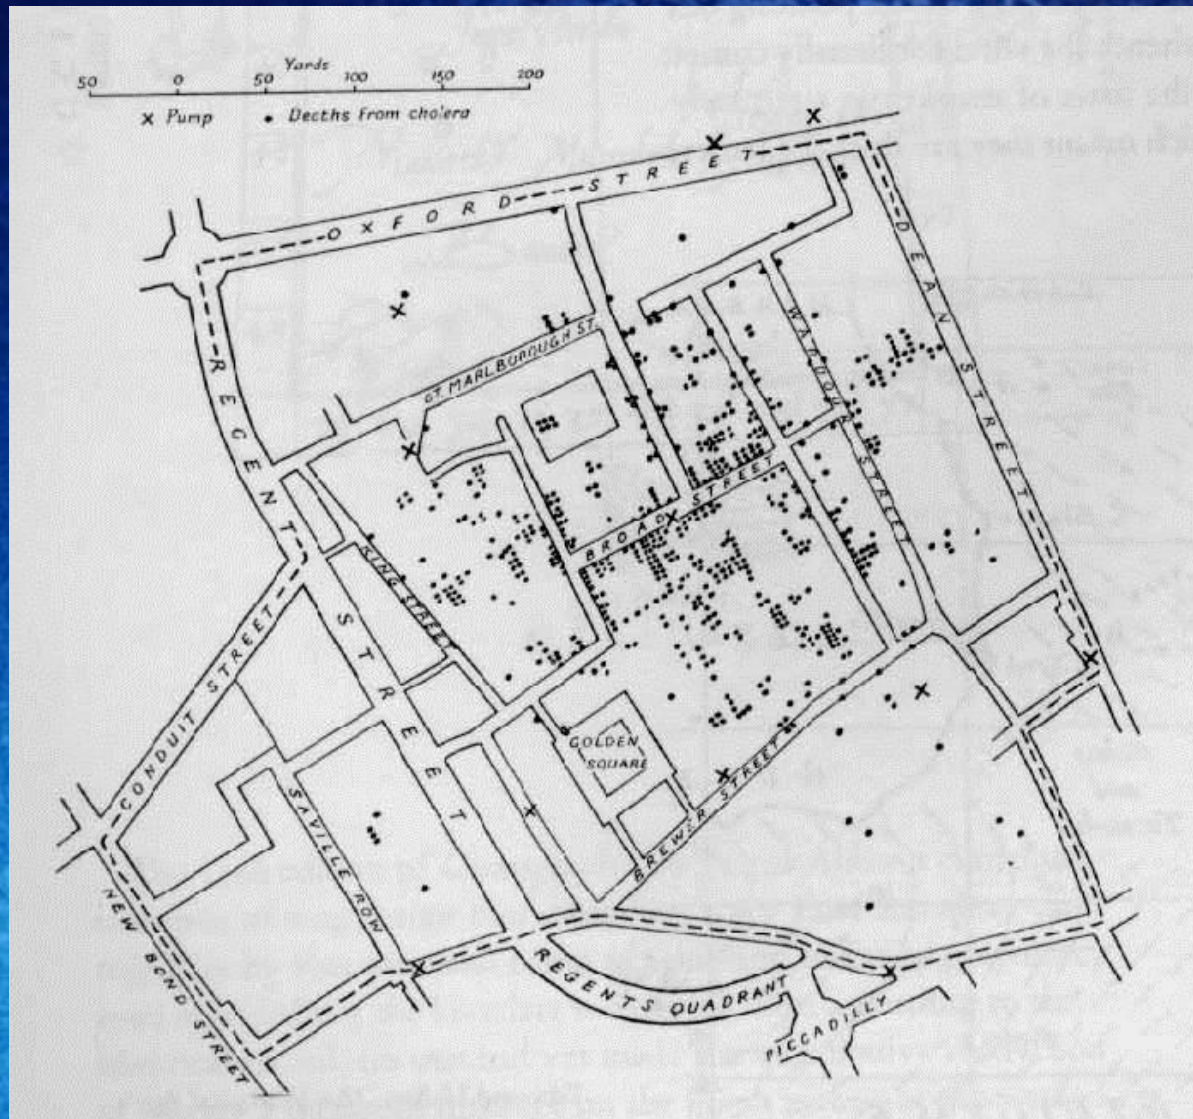 Yards
50 0 50 100 150 200
x Pump • Deaths from cholera
OXFORD STREET
DEAN STREET
REGENT STREET
WARDOUR STREET
GT. MARLBOROUGH ST.
BROAD STREET
KING STREET
CONDUIT STREET
GOLDEN SQUARE
BREWER STREET
SAVILLE ROW
NEW BOND STREET
REGENTS QUADRANT
PICCADILLY